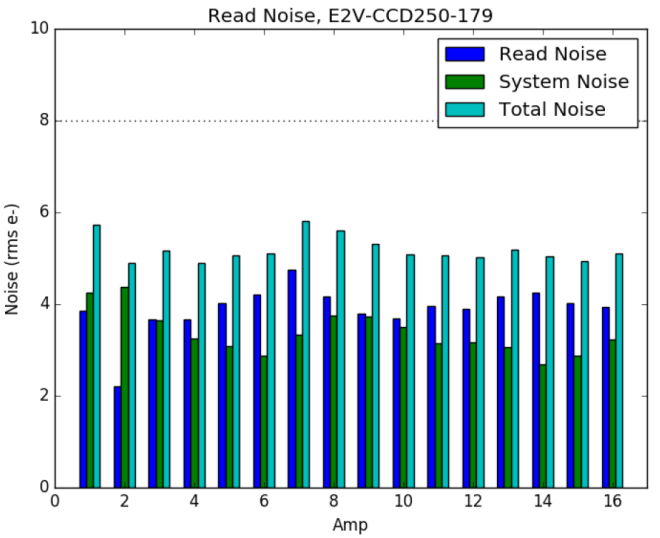 Read Noise, E2V-CCD250-179
10
8
6
4
2
0
Noise (rms e-)
Read Noise
System Noise
Total Noise
0 2 4 6 8 10 12 14 16
Amp